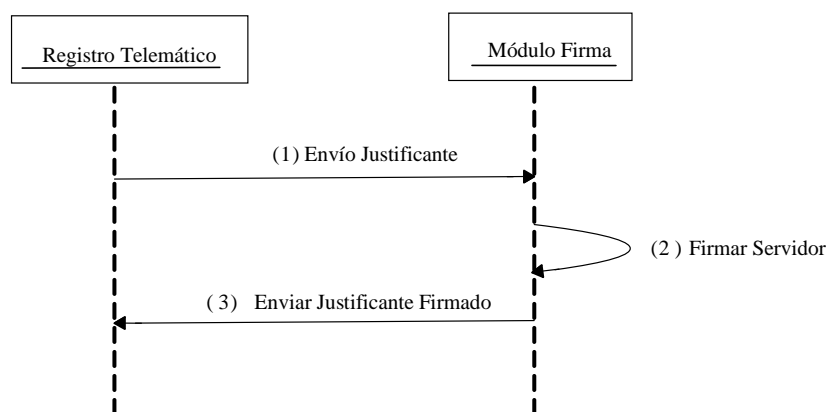 Registro Telemático
Módulo Firma
(1) Envío Justificante
(2 ) Firmar Servidor
( 3) Enviar Justificante Firmado